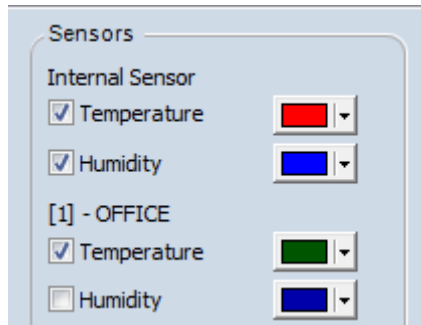 Sensors
Internal Sensor
Temperature
Humidity
[1] - OFFICE
Temperature
Humidity